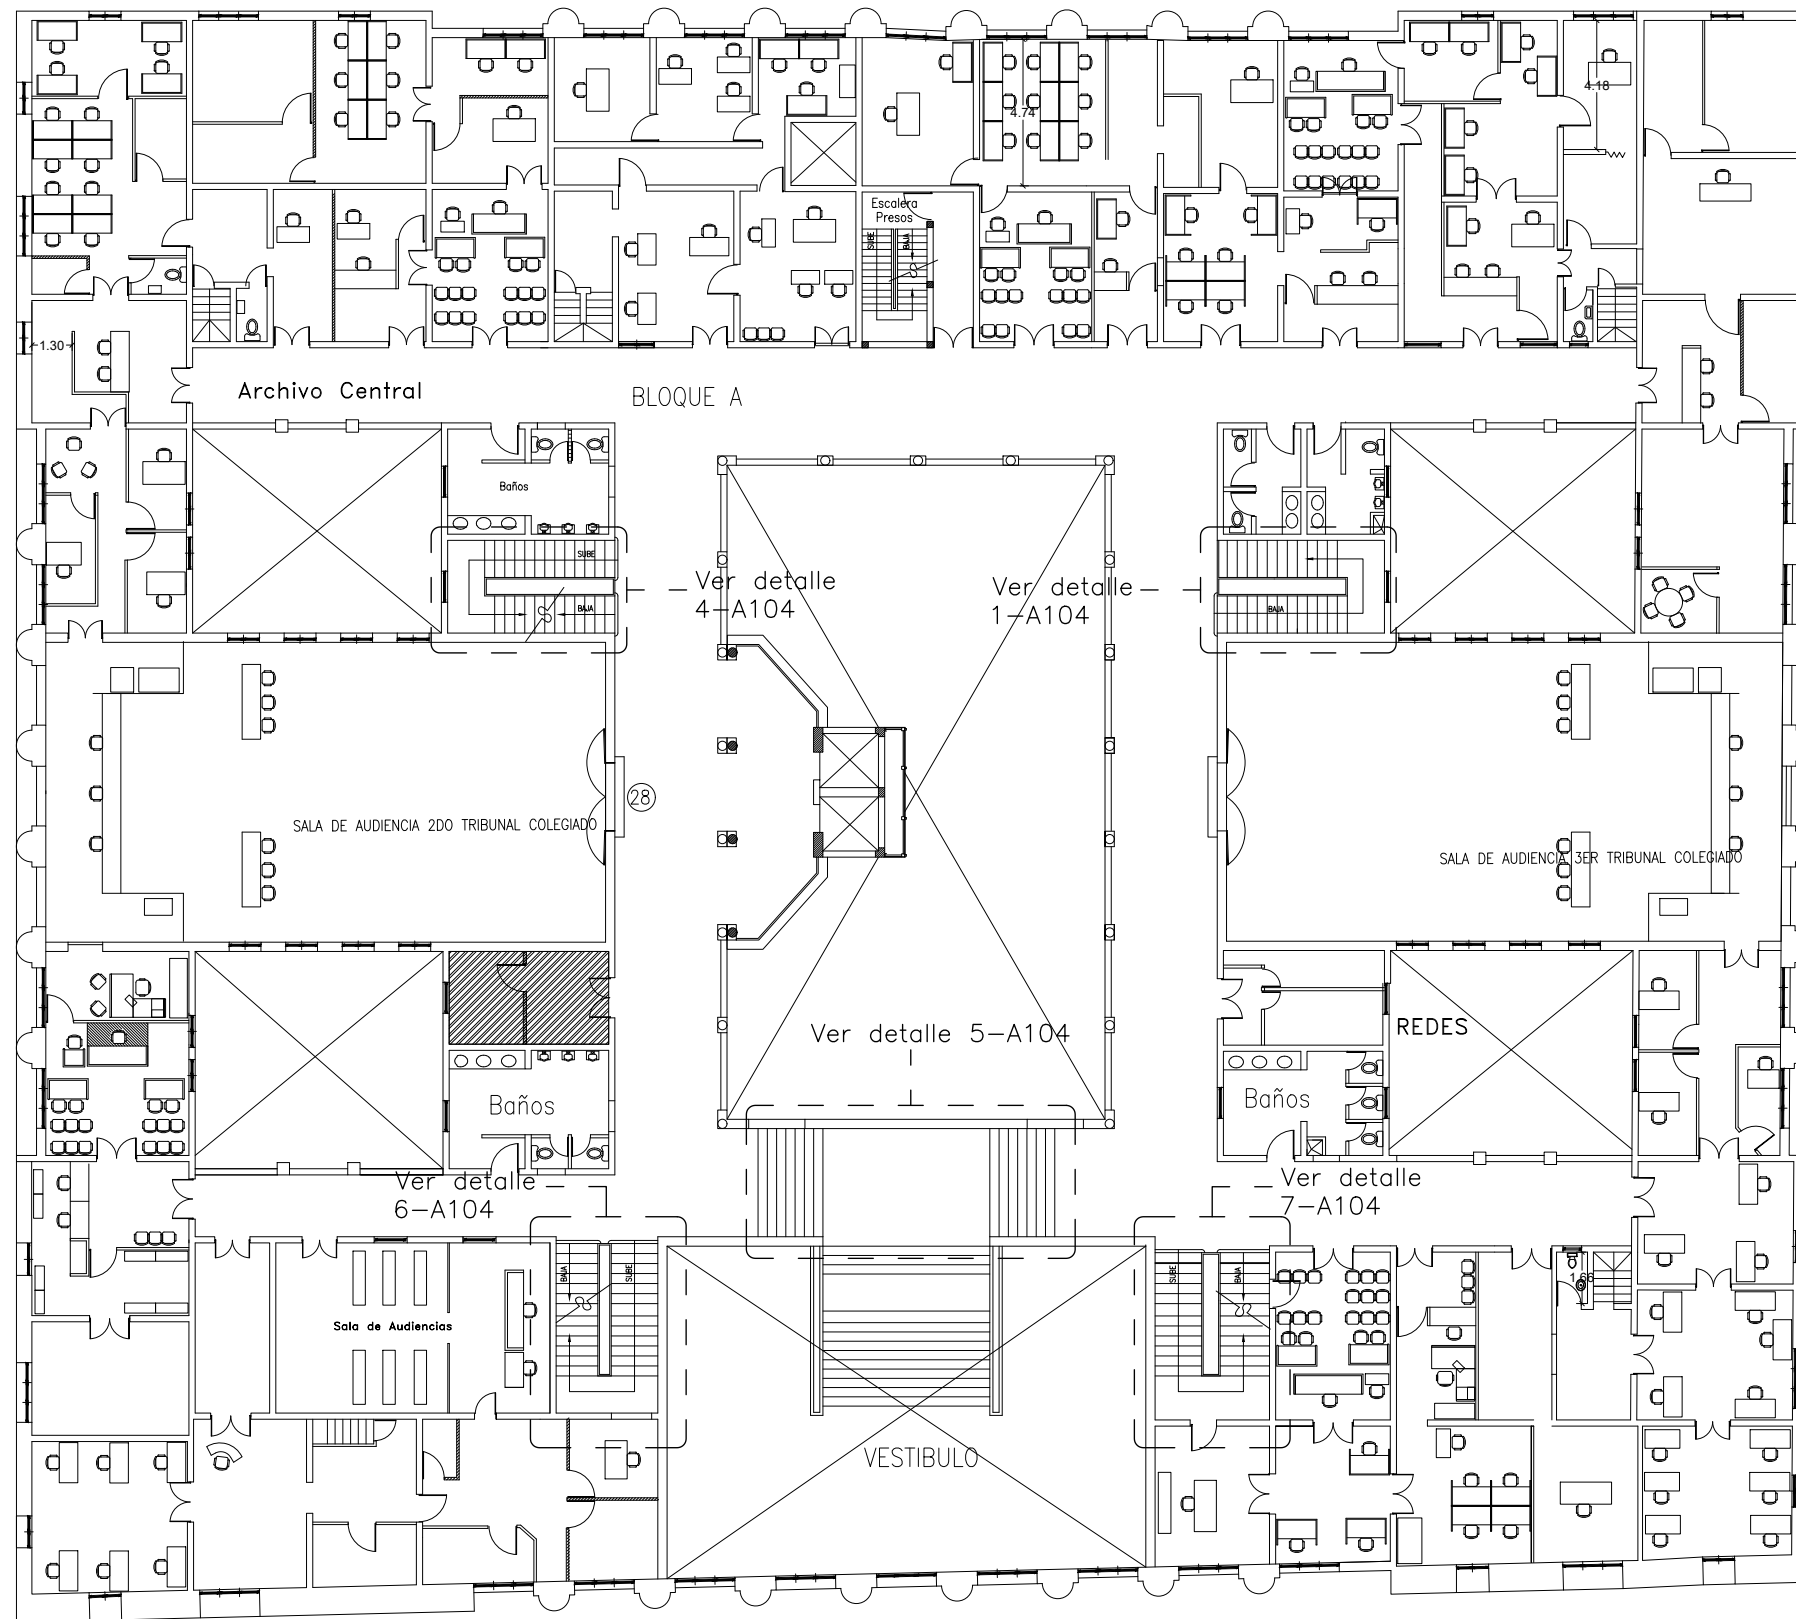 4.18
4.74
Escalera
Presos
SUBE
BAJA
1.30
Archivo Central
BLOQUE A
Baños
SUBE
BAJA
Ver detalle
4-A104
Ver detalle
1-A104
BAJA
28
SALA DE AUDIENCIA 2DO TRIBUNAL COLEGIADO
SALA DE AUDIENCIA 3ER TRIBUNAL COLEGIADO
REDES
Ver detalle 5-A104
Baños
Baños
Ver detalle
6-A104
Ver detalle
7-A104
BAJA
SUBE
SUBE
BAJA
1.66
Sala de Audiencias
VESTIBULO